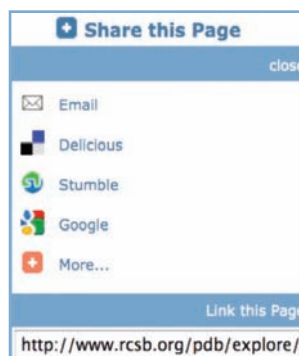 Share this Page
close
Email
Delicious
Stumble
Google
More...
Link this Page
http://www.rcsb.org/pdb/explore/